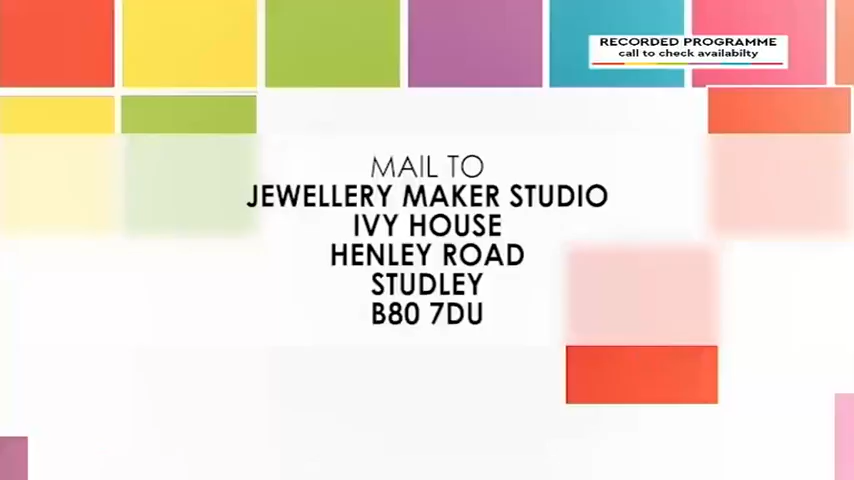 RECORDED PROGRAMME
call to check availabilty
MAIL TO
JEWELLERY MAKER STUDIO
IVY HOUSE
HENLEY ROAD
STUDLEY
B80 7DU